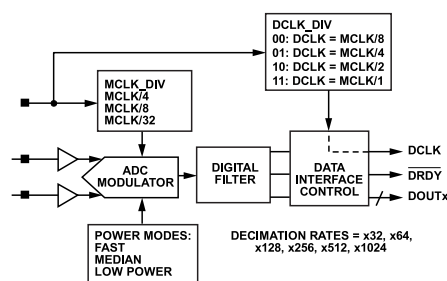 DCLK_DIV
00: DCLK = MCLK/8
01: DCLK = MCLK/4
10: DCLK = MCLK/2
11: DCLK = MCLK/1
MCLK_DIV
MCLK/4
MCLK/8
MCLK/32
ADC
MODULATOR
DIGITAL
FILTER
DATA
INTERFACE
CONTROL
DCLK
DRDY
DOUTx
POWER MODES:
FAST
MEDIAN
LOW POWER
DECIMATION RATES = x32, x64,
x128, x256, x512, x1024